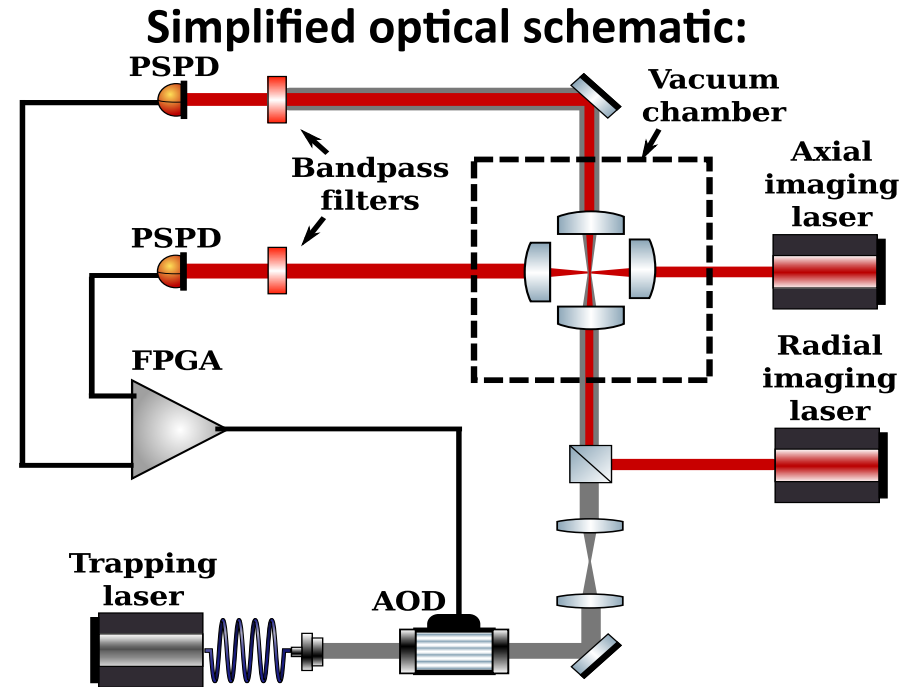 Simplified optical schematic:
PSPD
Vacuum
chamber
Bandpass
filters
Axial
imaging
laser
PSPD
FPGA
Radial
imaging
laser
Trapping
laser
AOD